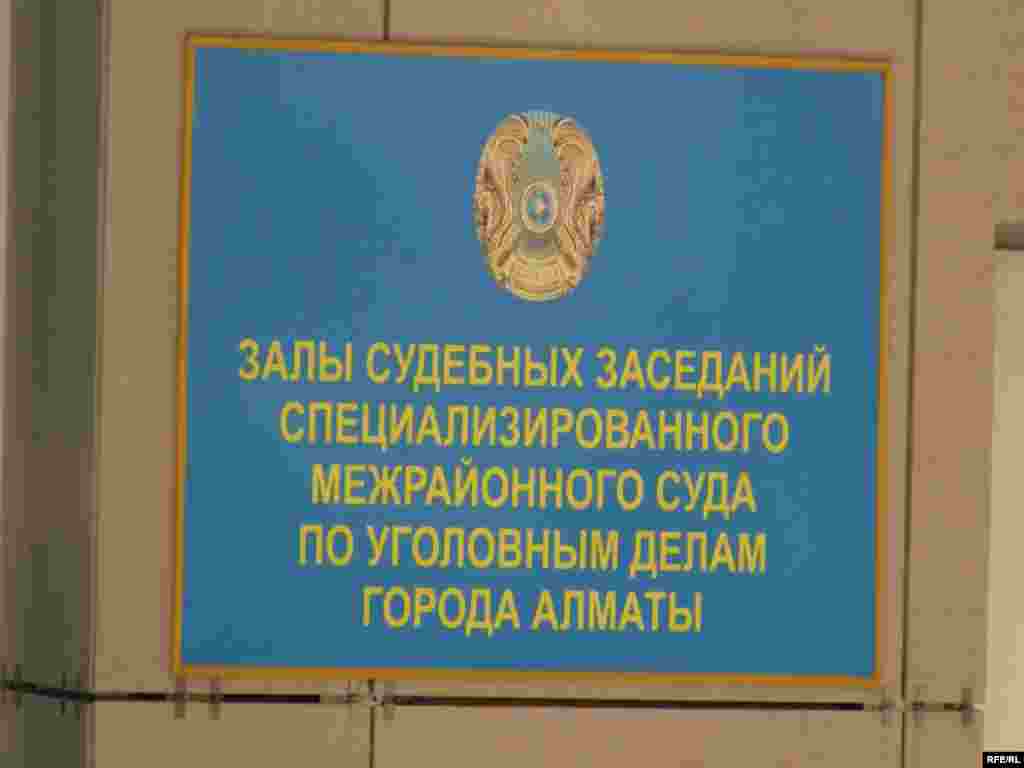 ЗАЛЫ СУДЕБНЫХ ЗАСЕДАНИЙ
СПЕЦИАЛИЗИРОВАННОГО
МЕЖРАЙОННОГО СУДА
ПО УГОЛОВНЫМ ДЕЛАМ
ГОРОДА АЛМАТЫ
RFE/RL